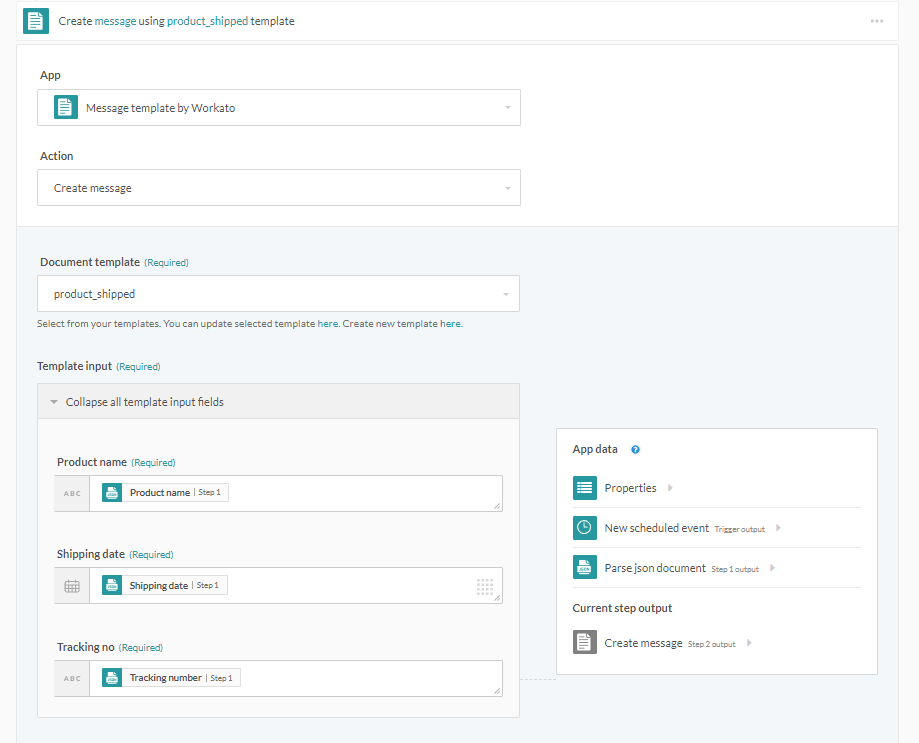 Create message using product_shipped template
App
Message template by Workato
Action
Create message
Document template (Required)
product_shipped
Select from your templates. You can update selected template here. Create new template here.
Template input (Required)
Collapse all template input fields
Product name (Required)
ABC
Product name | Step 1
Shipping date (Required)
Shipping date | Step 1
Tracking no (Required)
ABC
Tracking number | Step 1
App data ?
Properties
New scheduled event Trigger output
JSON
Parse json document Step 1 output
Current step output
Create message Step 2 output